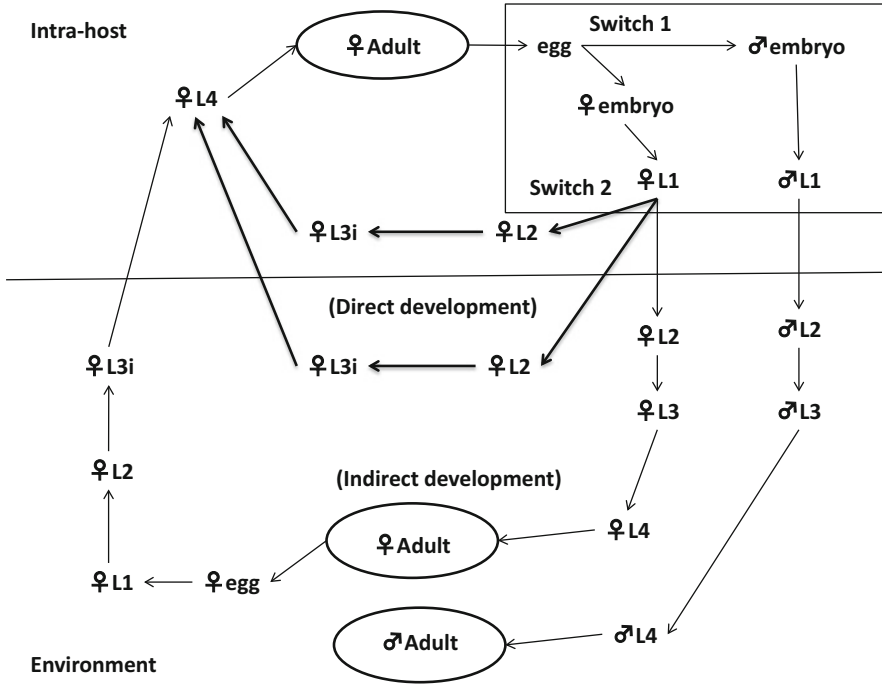 Intra-host
Switch 1
♀Adult
egg
♂embryo
♀L4
♀embryo
Switch 2
♀L1
♂L1
♀L3i
♀L2
(Direct development)
♀L2
♂L2
♀L3i
♀L3i
♀L2
♀L3
♂L3
♀L2
(Indirect development)
♀L4
♀Adult
♀L1
♀egg
♂L4
♂Adult
Environment